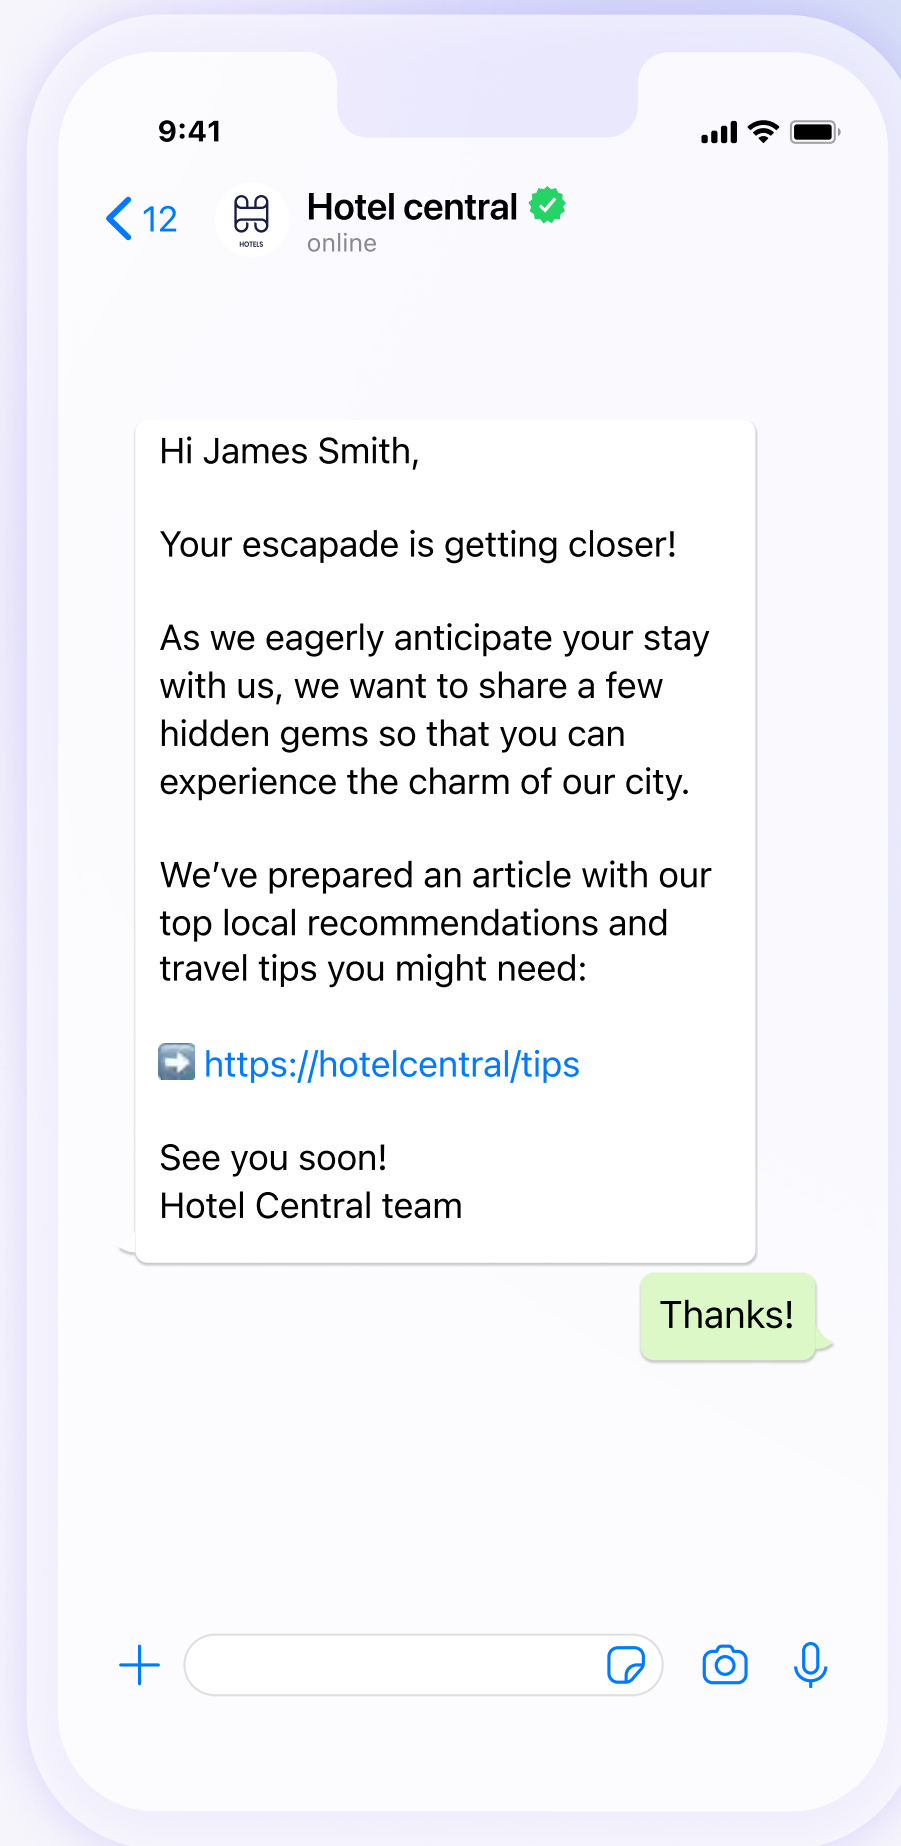 9:41
12
HOTELS
Hotel central
online
Hi James Smith,
Your escapade is getting closer!
As we eagerly anticipate your stay
with us, we want to share a few
hidden gems so that you can
experience the charm of our city.
We’ve prepared an article with our
top local recommendations and
travel tips you might need:
➡️ https://hotelcentral/tips
See you soon!
Hotel Central team
Thanks!